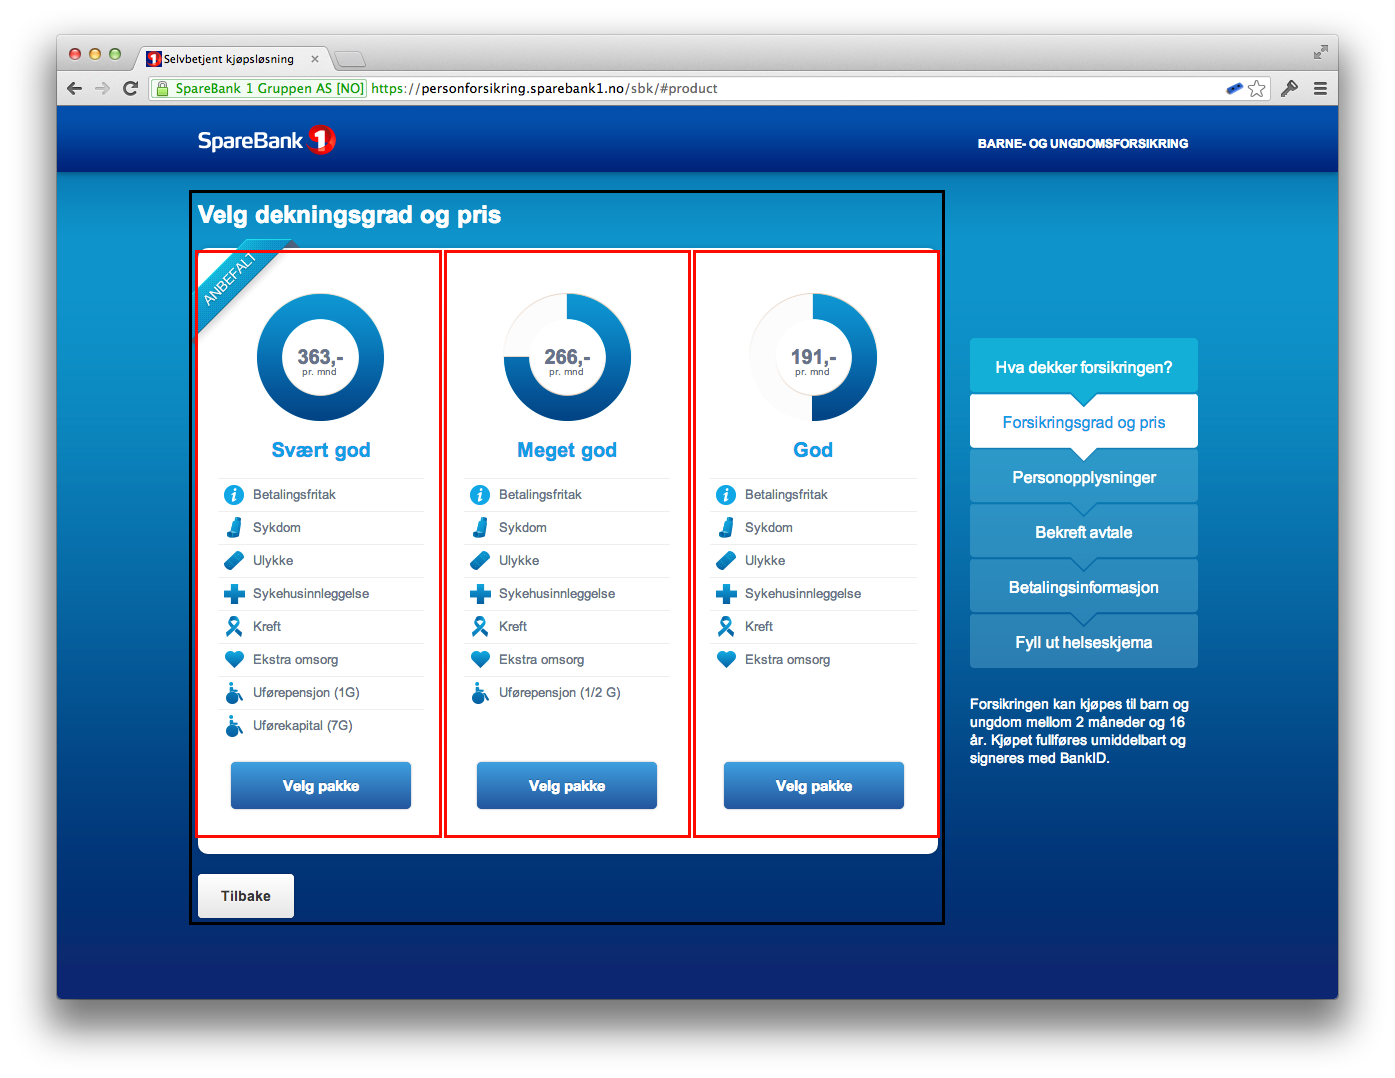 Selvbetjent kjøpsløsning
SpareBank 1 Gruppen AS [NO] https://personforsikring.sparebank1.no/sbk/#product
SpareBank 1
BARNE- OG UNGDOMSFORSIKRING
Velg dekningsgrad og pris
ANBEFALT
363,-
pr. mnd
Svært god
Betalingsfritak
Sykdom
Ulykke
Sykehusinnleggelse
Kreft
Ekstra omsorg
Uførepensjon (1G)
Uførekapital (7G)
Velg pakke
266,-
pr. mnd
Meget god
Betalingsfritak
Sykdom
Ulykke
Sykehusinnleggelse
Kreft
Ekstra omsorg
Uførepensjon (1/2 G)
Velg pakke
191,-
pr. mnd
God
Betalingsfritak
Sykdom
Ulykke
Sykehusinnleggelse
Kreft
Ekstra omsorg
Velg pakke
Tilbake
Hva dekker forsikringen?
Forsikringsgrad og pris
Personopplysninger
Bekreft avtale
Betalingsinformasjon
Fyll ut helseskjema
Forsikringen kan kjøpes til barn og
ungdom mellom 2 måneder og 16
år. Kjøpet fullføres umiddelbart og
signeres med BankID.